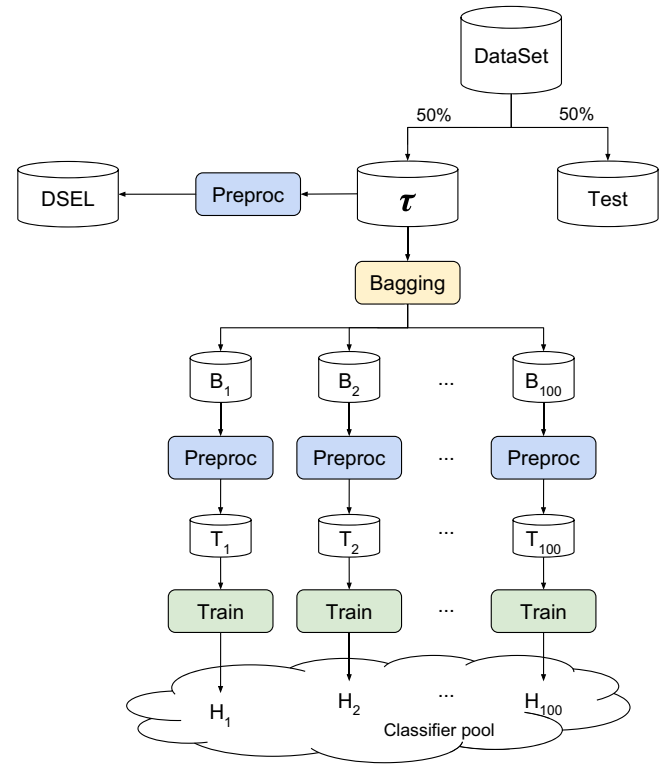 DataSet
50% 50%
DSEL Preproc 𝝉 Test
Bagging
B₁ B₂ ... B₁₀₀
Preproc Preproc ... Preproc
T₁ T₂ ... T₁₀₀
Train Train ... Train
H₁ H₂ ... H₁₀₀
Classifier pool